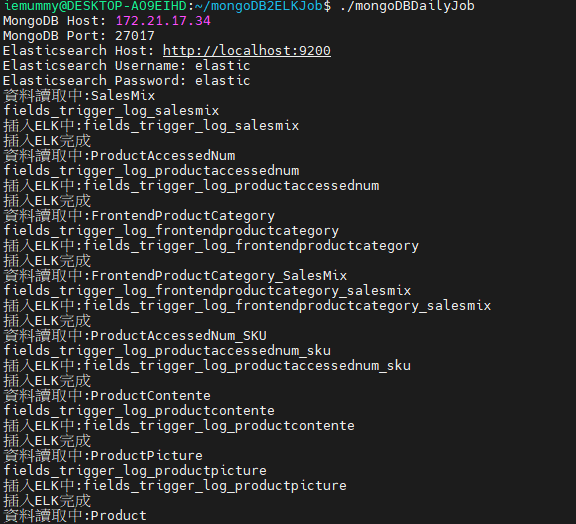 iemummy@DESKTOP-AO9EIHD:~/mongoDB2ELKJob$ ./mongoDBDailyJob
MongoDB Host: 172.21.17.34
MongoDB Port: 27017
Elasticsearch Host: http://localhost:9200
Elasticsearch Username: elastic
Elasticsearch Password: elastic
資料讀取中:SalesMix
fields_trigger_log_salesmix
插入ELK中:fields_trigger_log_salesmix
插入ELK完成
資料讀取中:ProductAccessedNum
fields_trigger_log_productaccessednum
插入ELK中:fields_trigger_log_productaccessednum
插入ELK完成
資料讀取中:FrontendProductCategory
fields_trigger_log_frontendproductcategory
插入ELK中:fields_trigger_log_frontendproductcategory
插入ELK完成
資料讀取中:FrontendProductCategory_SalesMix
fields_trigger_log_frontendproductcategory_salesmix
插入ELK中:fields_trigger_log_frontendproductcategory_salesmix
插入ELK完成
資料讀取中:ProductAccessedNum_SKU
fields_trigger_log_productaccessednum_sku
插入ELK中:fields_trigger_log_productaccessednum_sku
插入ELK完成
資料讀取中:ProductContente
fields_trigger_log_productcontente
插入ELK中:fields_trigger_log_productcontente
插入ELK完成
資料讀取中:ProductPicture
fields_trigger_log_productpicture
插入ELK中:fields_trigger_log_productpicture
插入ELK完成
資料讀取中:Product